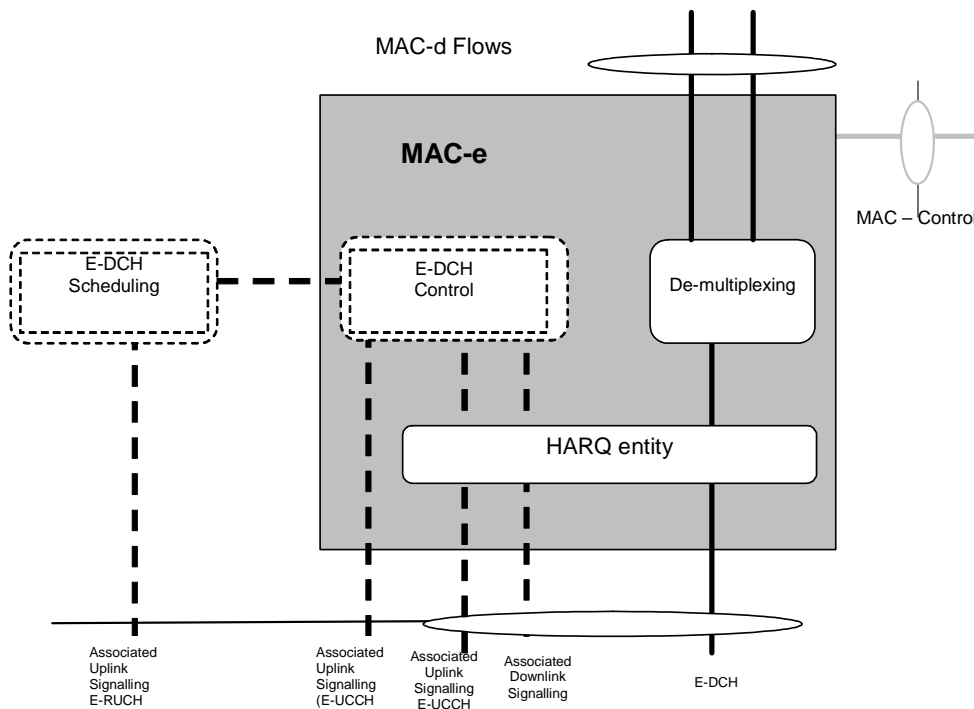 MAC-d Flows
MAC-e
MAC – Control
E-DCH
Scheduling
E-DCH
Control
De-multiplexing
HARQ entity
Associated
Uplink
Signalling
E-RUCH
Associated
Uplink
Signalling
(E-UCCH
Associated
Uplink
Signalling
E-UCCH
Associated
Downlink
Signalling
E-DCH